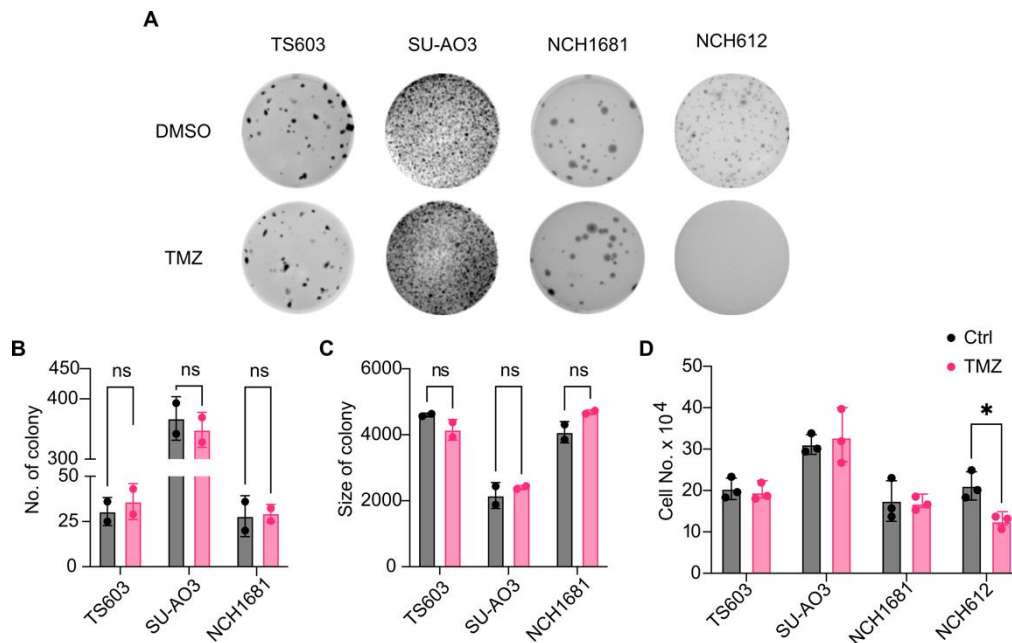 A
TS603 SU-AO3 NCH1681 NCH612
DMSO
TMZ
B
450
400
300
50
25
0
No. of colony
ns ns ns
TS603
SU-AO3
NCH1681
C
6000
4000
2000
0
Size of colony
ns ns ns
TS603
SU-AO3
NCH1681
D
Ctrl
TMZ
50
40
30
20
10
0
Cell No. x 10⁴
*
TS603
SU-AO3
NCH1681
NCH612